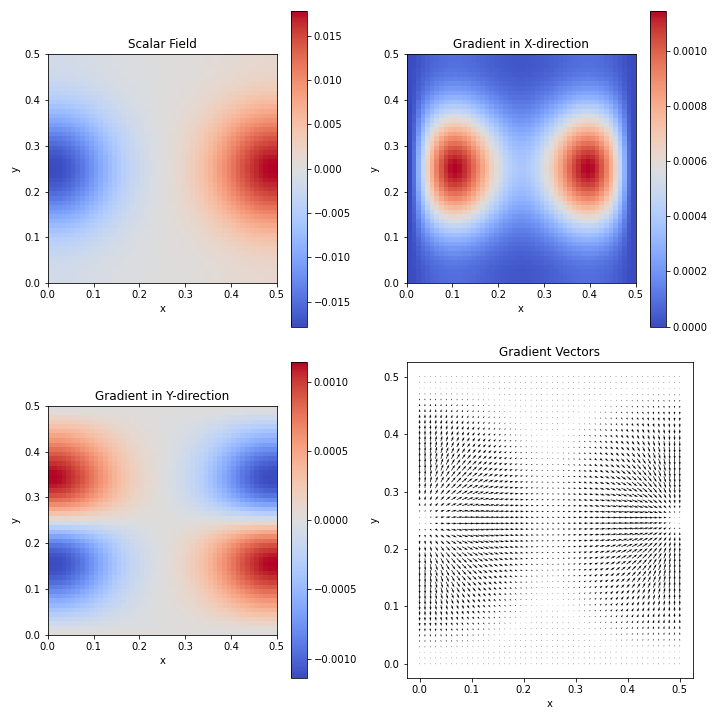 Scalar Field
0.5
0.4
0.3
0.2
0.1
0.0
y
0.0 0.1 0.2 0.3 0.4 0.5
x
0.015
0.010
0.005
0.000
−0.005
−0.010
−0.015
Gradient in X-direction
0.5
0.4
0.3
0.2
0.1
0.0
y
0.0 0.1 0.2 0.3 0.4 0.5
x
0.0010
0.0008
0.0006
0.0004
0.0002
0.0000
Gradient in Y-direction
0.5
0.4
0.3
0.2
0.1
0.0
y
0.0 0.1 0.2 0.3 0.4 0.5
x
0.0010
0.0005
0.0000
−0.0005
−0.0010
Gradient Vectors
0.5
0.4
0.3
0.2
0.1
0.0
y
0.0 0.1 0.2 0.3 0.4 0.5
x